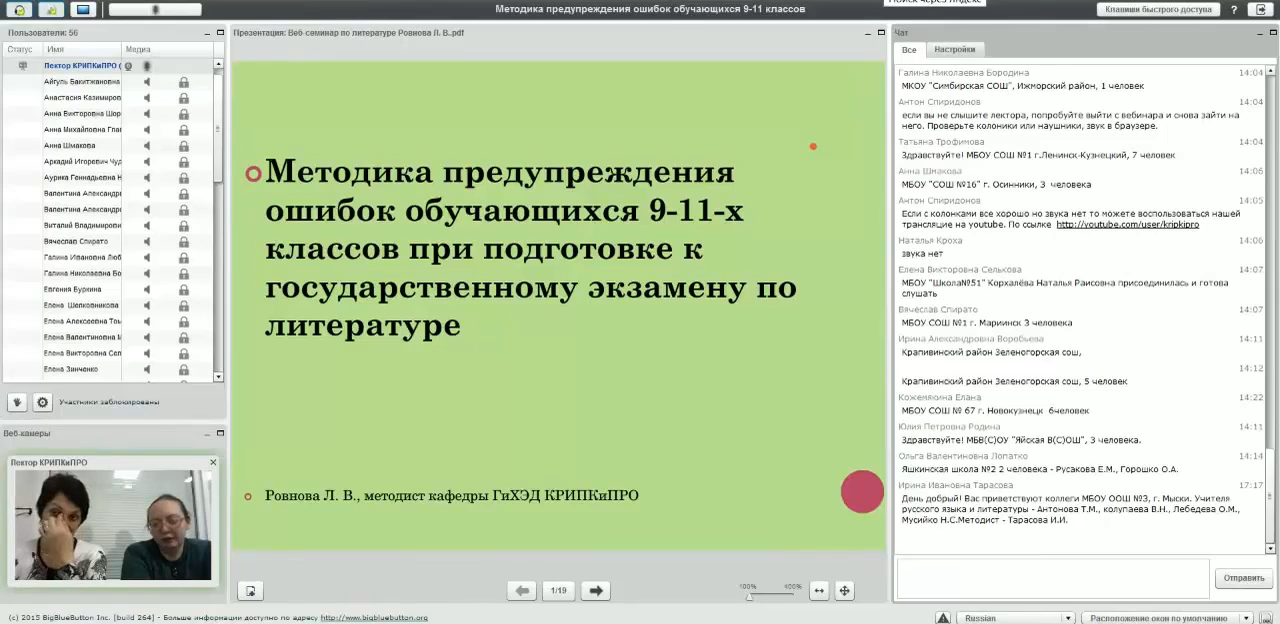 Методика предупреждения ошибок обучающихся 9-11 классов
Клавиши быстрого доступа
?
Пользователи: 56
Статус Имя Медиа
Лектор КРИПКиПРО (
Айгуль Бакитжановна
Анастасия Казимиров
Анна Викторовна Шор
Анна Михайловна Глаг
Анна Шмакова
Аркадий Игоревич Чуд
Аурика Геннадьевна Н
Валентина Александр
Валентина Александр
Виталий Владимирови
Вячеслав Спирато
Галина Ивановна Люб
Галина Николаевна Бо
Евгения Буркина
Елена Шелковникова
Елена Алексеевна Том
Елена Валентиновна М
Елена Викторовна Сел
Елена Зинченко
Участники заблокированы
Веб-камеры
Лектор КРИПКиПРО
Презентация: Веб-семинар по литературе Ровнова Л. В..pdf
Методика предупреждения
ошибок обучающихся 9-11-х
классов при подготовке к
государственному экзамену по
литературе
Ровнова Л. В., методист кафедры ГиХЭД КРИПКиПРО
1/19
100% 400%
Чат
Все Настройки
Галина Николаевна Бородина 14:04
МКОУ "Симбирская СОШ", Ижморский район, 1 человек
Антон Спиридонов 14:04
если вы не слышите лектора, попробуйте выйти с вебинара и снова зайти на
него. Проверьте колоники или наушники, звук в браузере.
Татьяна Трофимова 14:04
Здравствуйте! МБОУ СОШ №1 г.Ленинск-Кузнецкий, 7 человек
Анна Шмакова 14:06
МБОУ "СОШ №16" г. Осинники, 3 человека
Антон Спиридонов 14:05
Если с колонками все хорошо но звука нет то можете воспользоваться нашей
трансляцие на youtube. По ссылке http://youtube.com/user/kripkipro
Наталья Кроха 14:06
звука нет
Елена Викторовна Селькова 14:07
МБОУ "Школа№51" Корхалёва Наталья Раисовна присоединилась и готова
слушать
Вячеслав Спирато 14:07
МБОУ СОШ №1 г. Мариинск 3 человека
Ирина Александровна Воробьева 14:11
Крапивинский район Зеленогорская сош,
14:12
Крапивинский район Зеленогорская сош, 5 человек
Кожемякина Елана 14:22
МБОУ СОШ № 67 г. Новокузнецк 6человек
Юлия Петровна Родина 14:11
Здравствуйте! МБВ(С)ОУ "Яйская В(С)ОШ", 3 человека.
Ольга Валентиновна Лопатко 14:14
Яшкинская школа №2 2 человека - Русакова Е.М., Горошко О.А.
Ирина Ивановна Тарасова 17:17
День добрый! Вас приветствуют коллеги МБОУ ООШ №3, г. Мыски. Учителя
русского языка и литературы - Антонова Т.М., колупаева В.Н., Лебедева О.М.,
Мусийко Н.С.Методист - Тарасова И.И.
Отправить
(c) 2015 BigBlueButton Inc. [build 264] - Больше информации доступно по адресу http://www.bigbluebutton.org
Russian
Расположение окон по умолчанию